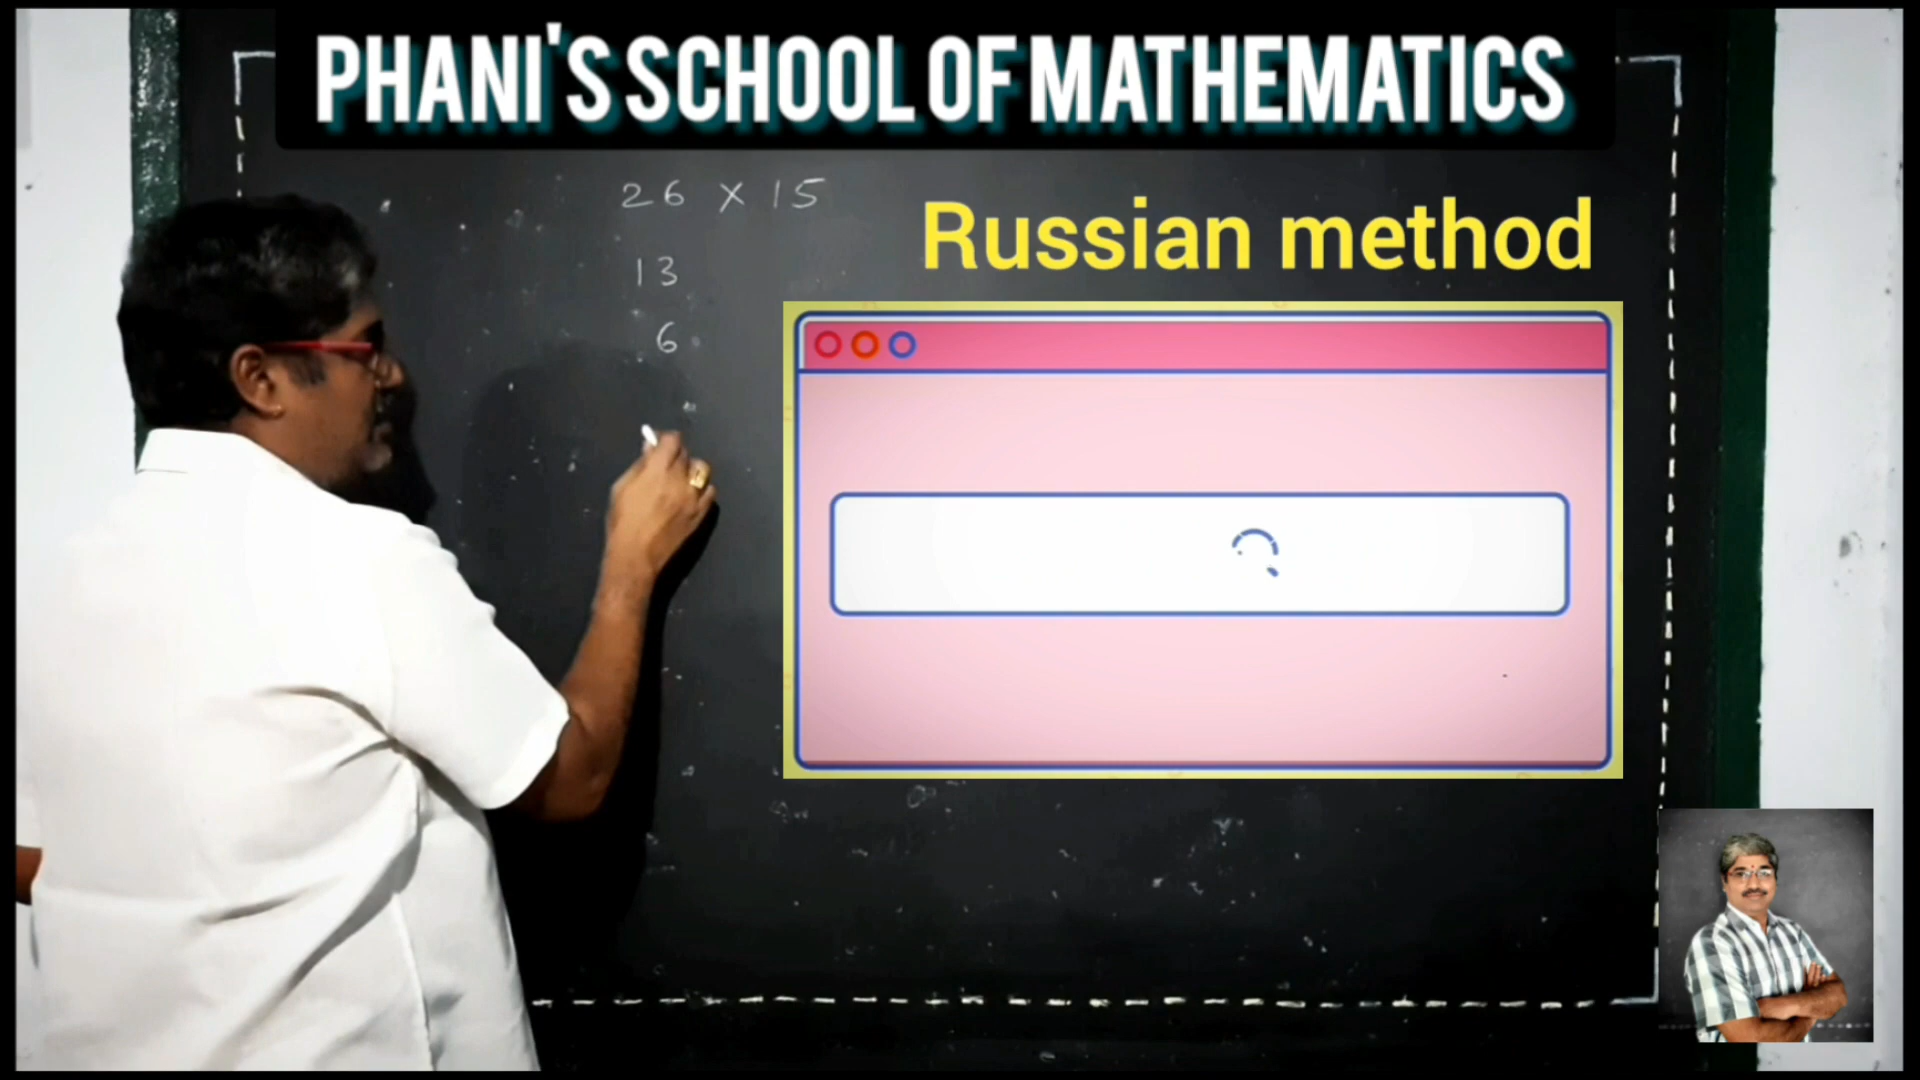 PHANI'S SCHOOL OF MATHEMATICS
26 X 15
Russian method
13
6